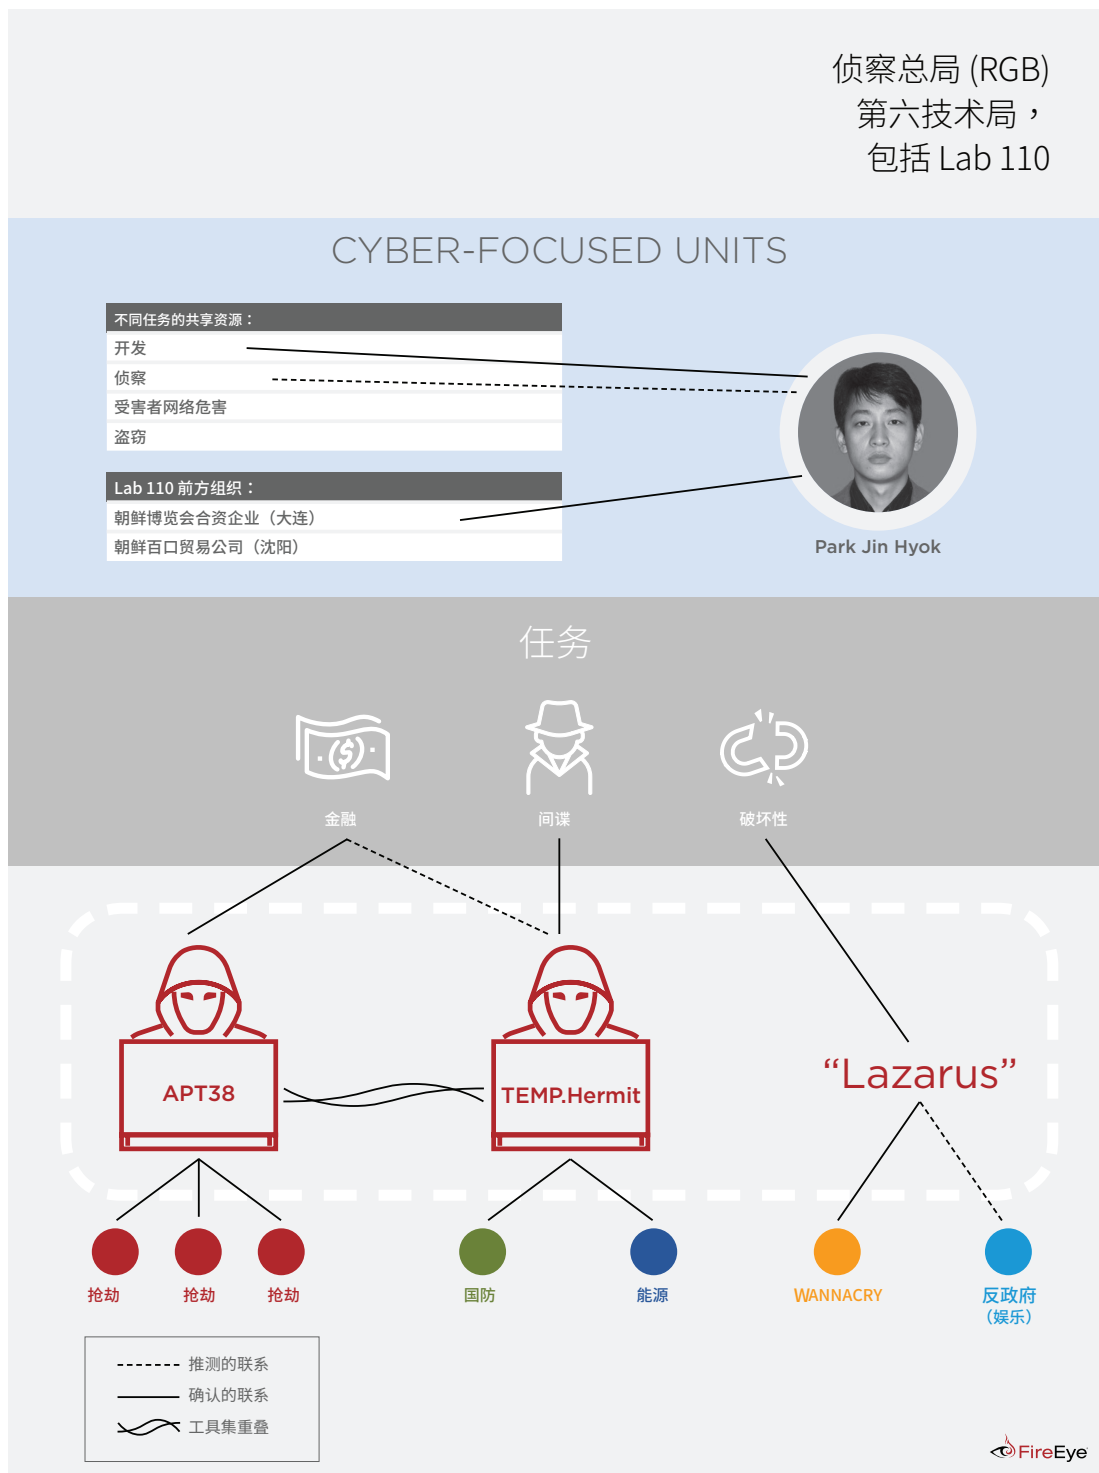 侦察总局 (RGB)
第六技术局，
包括 Lab 110
CYBER-FOCUSED UNITS
不同任务的共享资源：
开发
侦察
受害者网络危害
盗窃
Lab 110 前方组织：
朝鲜博览会合资企业（大连）
朝鲜百口贸易公司（沈阳）
Park Jin Hyok
任务
金融
间谍
破坏性
APT38
TEMP.Hermit
“Lazarus”
抢劫
抢劫
抢劫
国防
能源
WANNACRY
反政府
（娱乐）
推测的联系
确认的联系
工具集重叠
FireEye